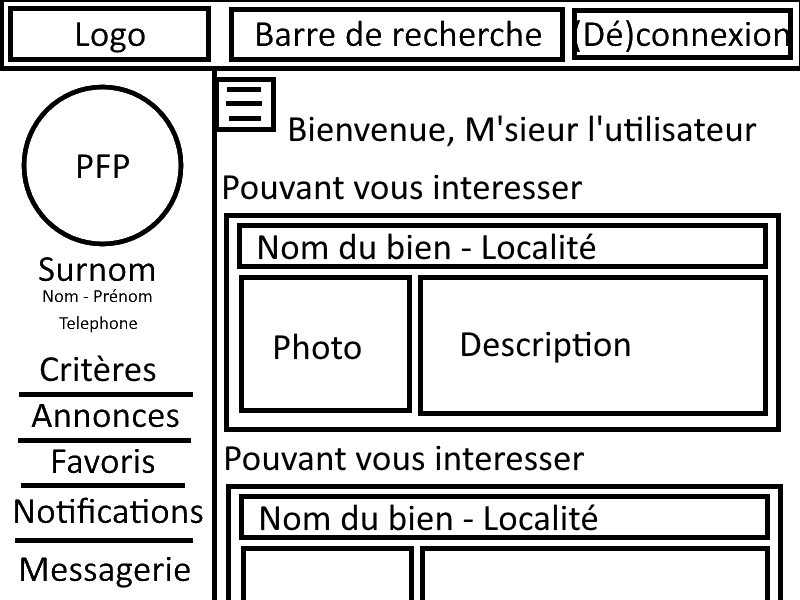 Logo
Barre de recherche
(Dé)connexion
PFP
Surnom
Nom - Prénom
Telephone
Critères
Annonces
Favoris
Notifications
Messagerie
Bienvenue, M'sieur l'utilisateur
Pouvant vous interesser
Nom du bien - Localité
Photo
Description
Pouvant vous interesser
Nom du bien - Localité